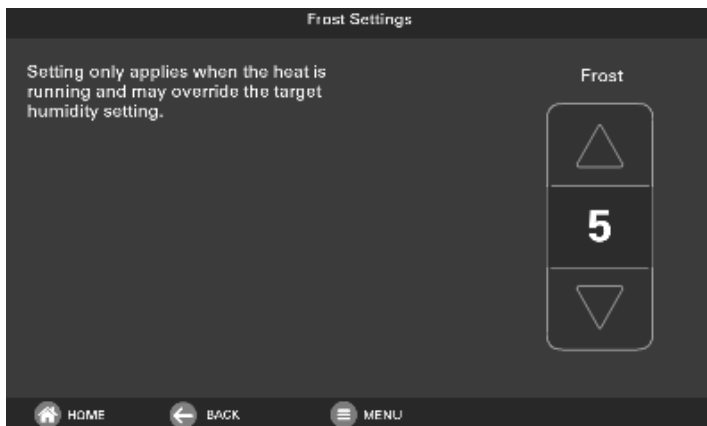 Frost Settings
Setting only applies when the heat is
running and may override the target
humidity setting.
Frost
5
HOME
BACK
MENU